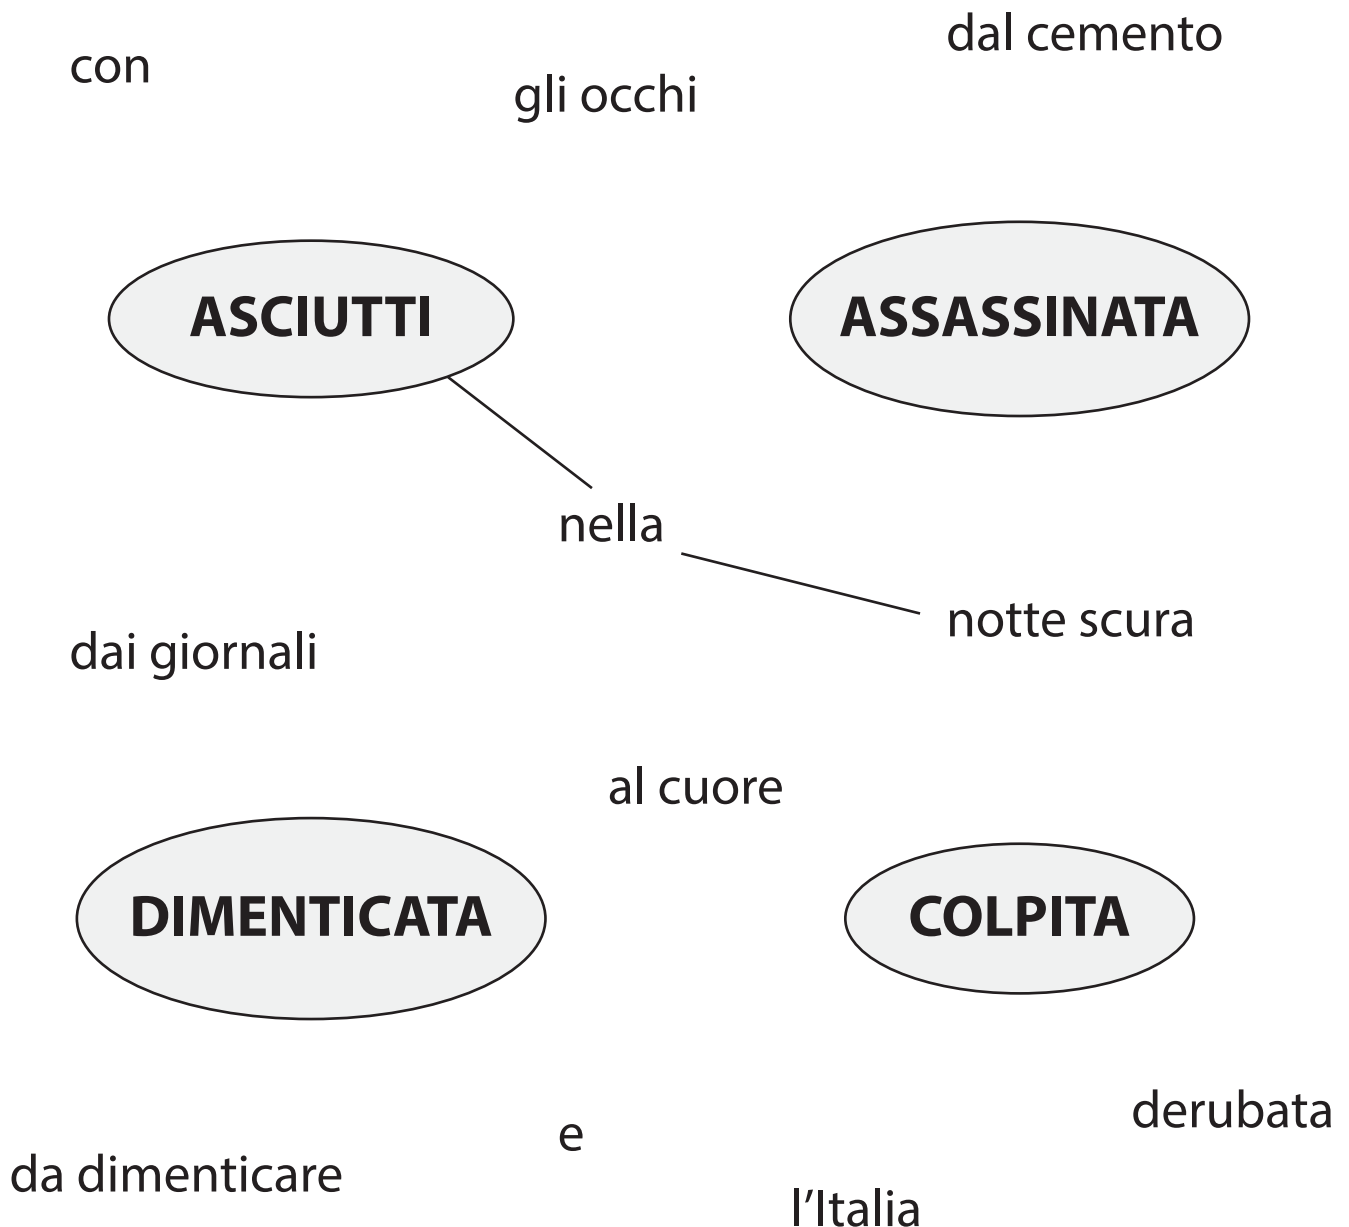 dal cemento
con
gli occhi
ASCIUTTI
ASSASSINATA
nella
notte scura
dai giornali
al cuore
DIMENTICATA
COLPITA
derubata
e
da dimenticare
l'Italia